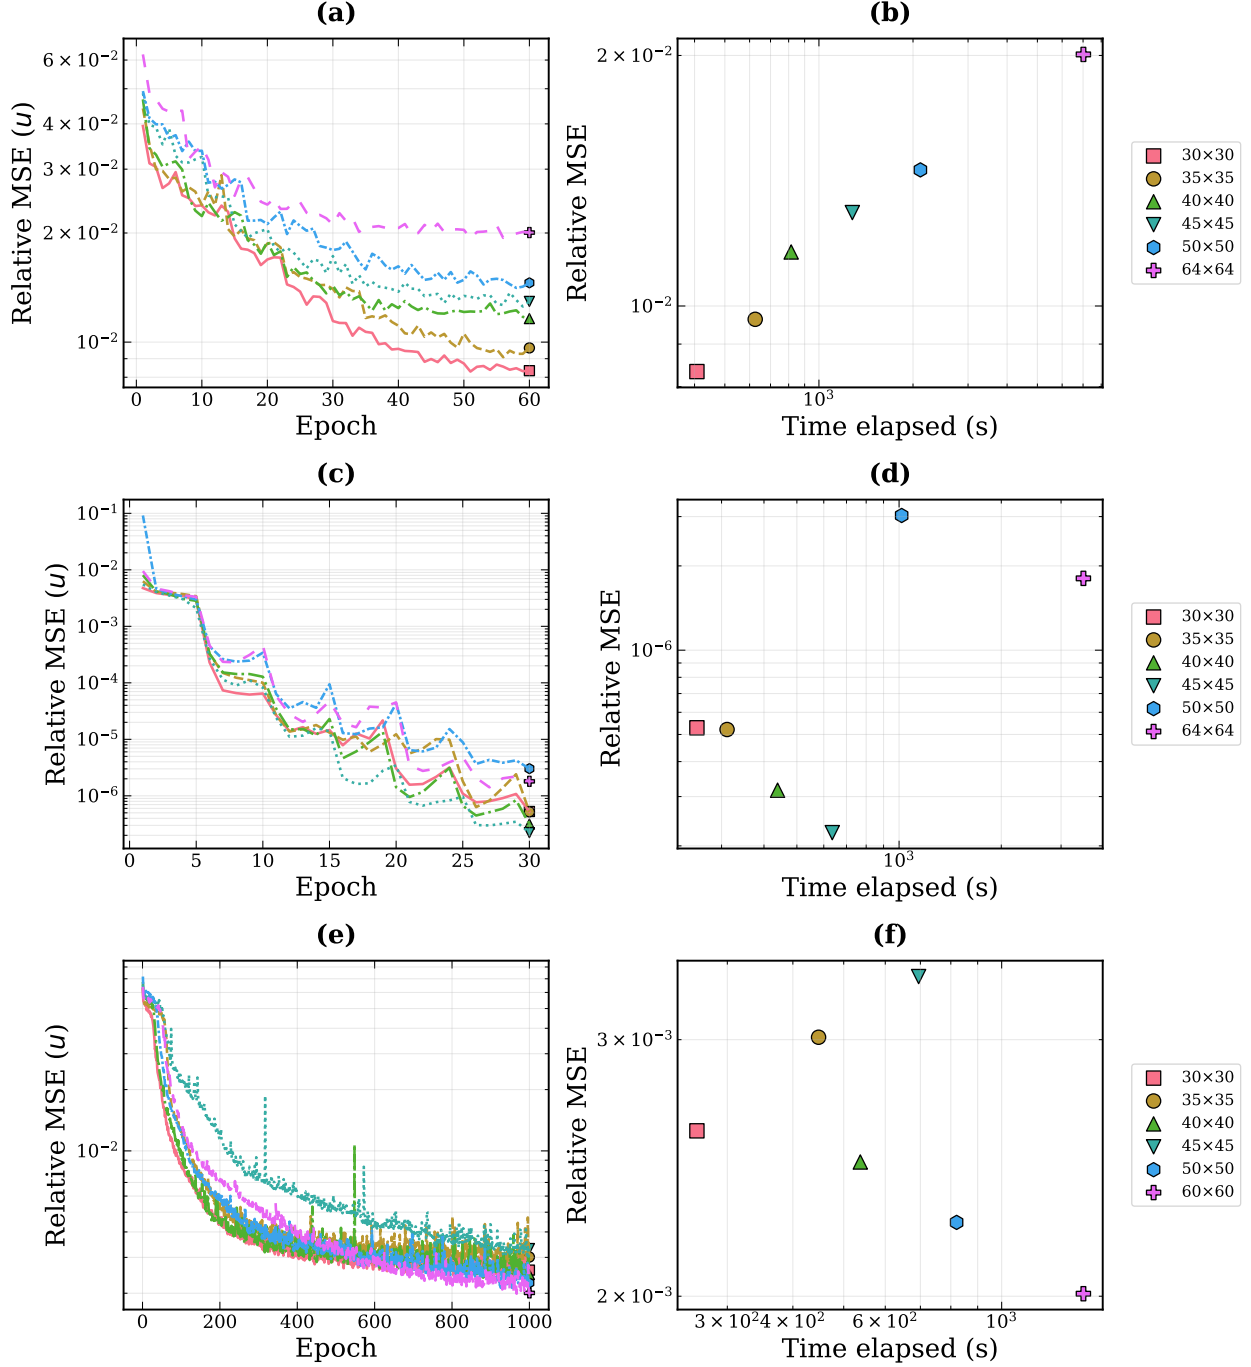 (a)
(b)
6 × 10⁻²
4 × 10⁻²
3 × 10⁻²
2 × 10⁻²
10⁻²
Relative MSE (u)
0 10 20 30 40 50 60
Epoch
2 × 10⁻²
10⁻²
Relative MSE
10³
Time elapsed (s)
30×30
35×35
40×40
45×45
50×50
64×64
(c)
(d)
10⁻¹
10⁻²
10⁻³
10⁻⁴
10⁻⁵
10⁻⁶
Relative MSE (u)
0 5 10 15 20 25 30
Epoch
10⁻⁶
Relative MSE
10³
Time elapsed (s)
30×30
35×35
40×40
45×45
50×50
64×64
(e)
(f)
10⁻²
Relative MSE (u)
0 200 400 600 800 1000
Epoch
3 × 10⁻³
2 × 10⁻³
Relative MSE
3 × 10² 4 × 10² 6 × 10² 10³
Time elapsed (s)
30×30
35×35
40×40
45×45
50×50
60×60